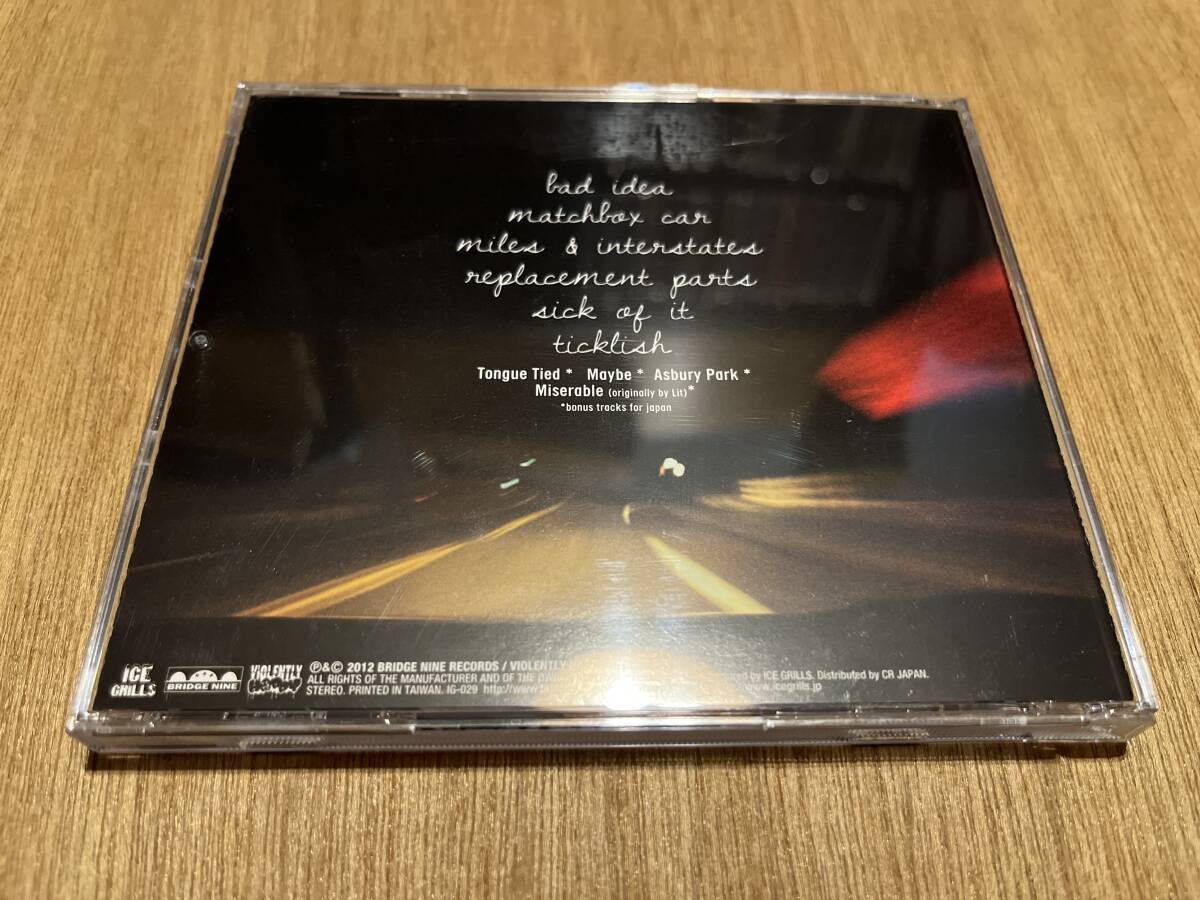 bad idea
matchbox car
miles & interstates
replacement parts
sick of it
ticklish
Tongue Tied * Maybe * Asbury Park *
Miserable (originally by Lit)*
*bonus tracks for japan
ICE
GRILLS
BRIDGE NINE
ViOLENTLY
℗&© 2012 BRIDGE NINE RECORDS / VIOLENTLY
by ICE GRILLS. Distributed by CR JAPAN.
ALL RIGHTS OF THE MANUFACTURER AND OF THE
STEREO. PRINTED IN TAIWAN. IG-029 http://www.
www.icegrills.jp